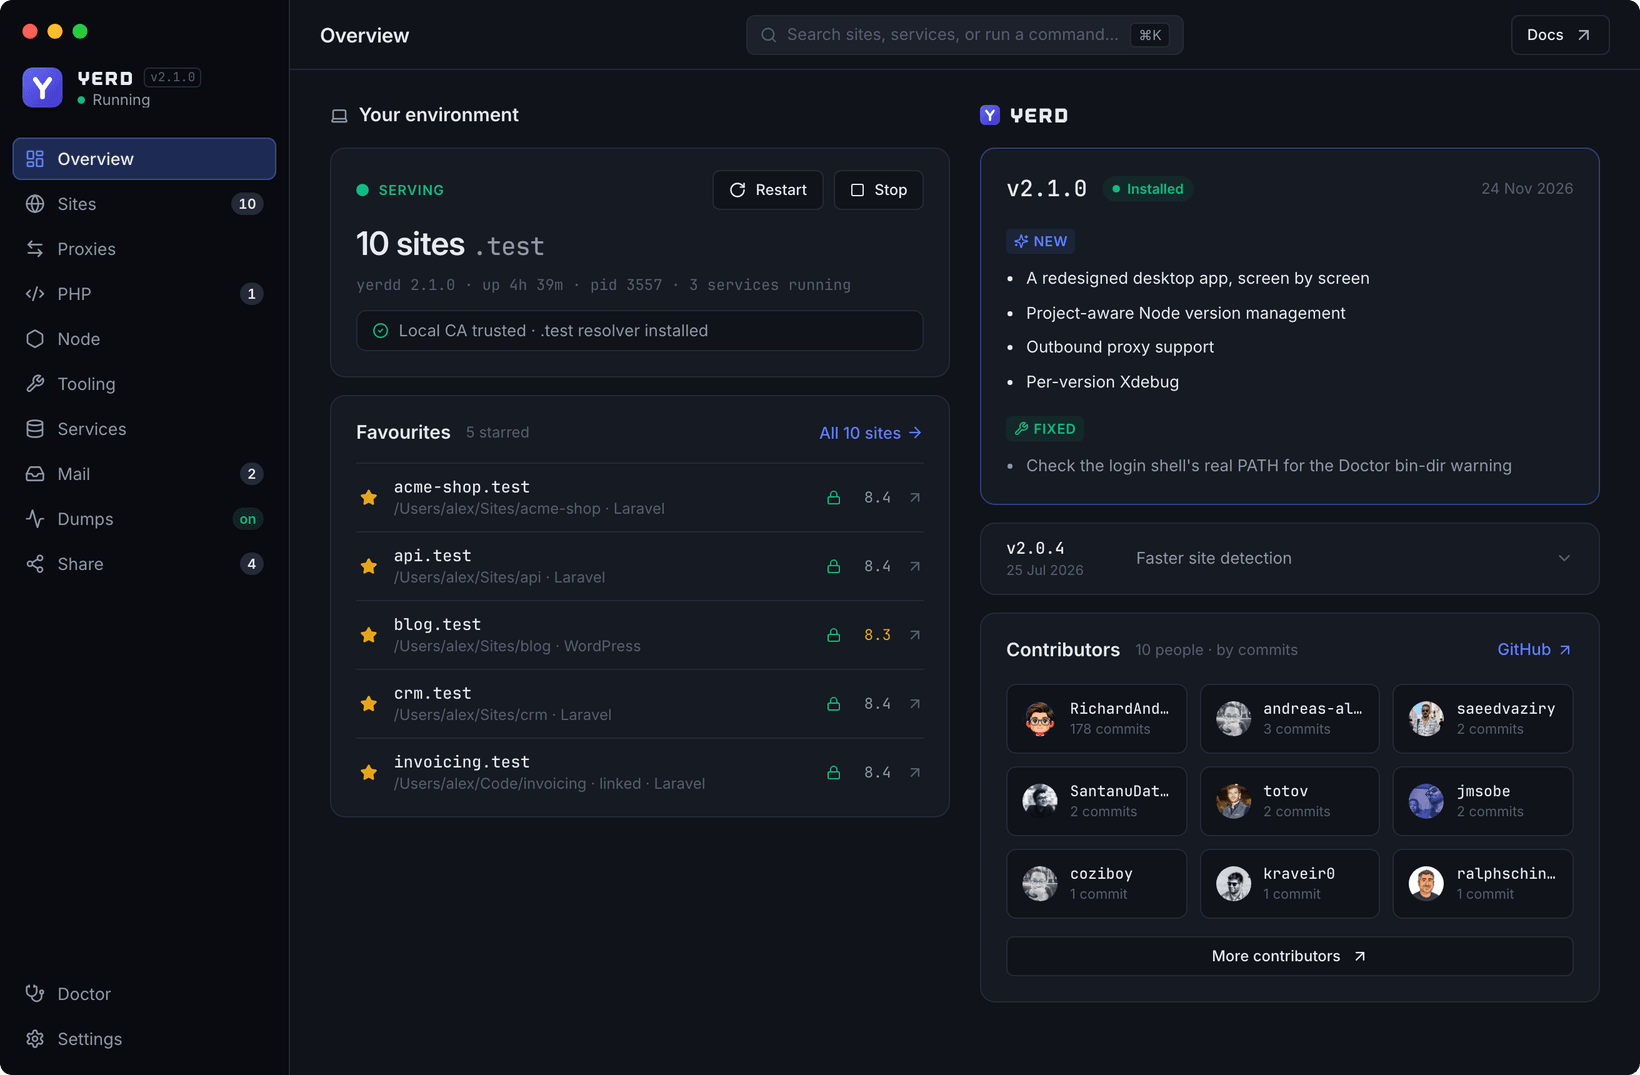 YERD v2.1.0
Running
Overview
Sites 10
Proxies
PHP 1
Node
Tooling
Services
Mail 2
Dumps on
Share 4
Doctor
Settings
Overview
Search sites, services, or run a command... ⌘K
Docs
Your environment
SERVING
Restart
Stop
10 sites .test
yerdd 2.1.0 · up 4h 39m · pid 3557 · 3 services running
Local CA trusted · .test resolver installed
Favourites 5 starred
All 10 sites →
acme-shop.test
/Users/alex/Sites/acme-shop · Laravel
8.4
api.test
/Users/alex/Sites/api · Laravel
8.4
blog.test
/Users/alex/Sites/blog · WordPress
8.3
crm.test
/Users/alex/Sites/crm · Laravel
8.4
invoicing.test
/Users/alex/Code/invoicing · linked · Laravel
8.4
Y YERD
v2.1.0 Installed 24 Nov 2026
NEW
• A redesigned desktop app, screen by screen
• Project-aware Node version management
• Outbound proxy support
• Per-version Xdebug
FIXED
• Check the login shell's real PATH for the Doctor bin-dir warning
v2.0.4
25 Jul 2026
Faster site detection
Contributors 10 people · by commits
GitHub
RichardAnd…
178 commits
andreas-al…
3 commits
saeedvaziry
2 commits
SantanuDat…
2 commits
totov
2 commits
jmsobe
2 commits
coziboy
1 commit
kraveir0
1 commit
ralphschin…
1 commit
More contributors